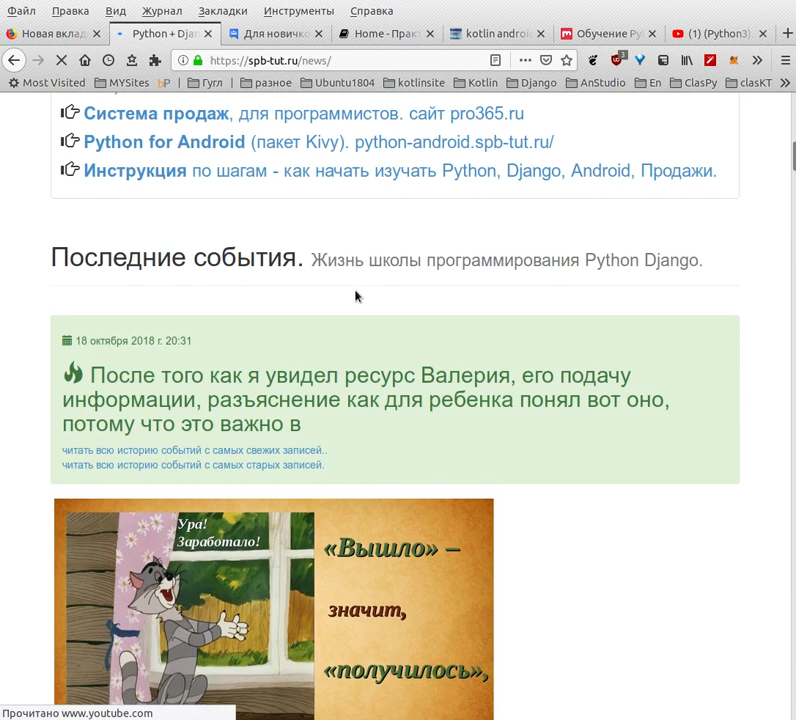 Файл Правка Вид Журнал Закладки Инструменты Справка
Новая вклад Python + Djan Для новичко Home - Прак kotlin androi Обучение Py (1) (Python3)
https://spb-tut.ru/news/
3
Most Visited MYSites Гугл разное Ubuntu1804 kotlinsite Kotlin Django AnStudio En ClasPy clasKT
Система продаж, для программистов. сайт pro365.ru
Python for Android (пакет Kivy). python-android.spb-tut.ru/
Инструкция по шагам - как начать изучать Python, Django, Android, Продажи.
Последние события. Жизнь школы программирования Python Django.
18 октября 2018 г. 20:31
После того как я увидел ресурс Валерия, его подачу
информации, разъяснение как для ребенка понял вот оно,
потому что это важно в
читать всю историю событий с самых свежих записей..
читать всю историю событий с самых старых записей.
Ура!
Заработало!
«Вышло» –
значит,
«получилось»,
Прочитано www.youtube.com